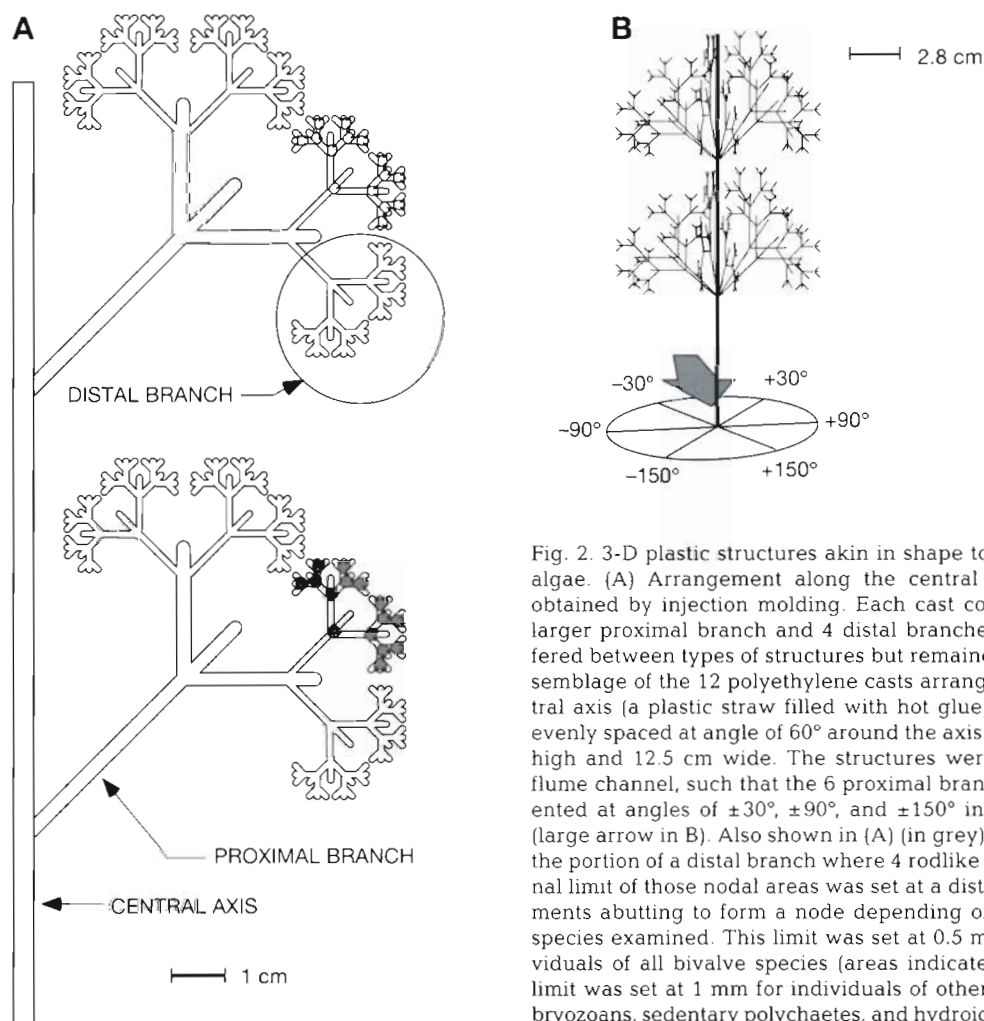 A
DISTAL BRANCH
PROXIMAL BRANCH
CENTRAL AXIS
1 cm
B
2.8 cm
−30°
+30°
−90°
+90°
−150°
+150°
Fig. 2. 3-D plastic structures akin in shape to
algae. (A) Arrangement along the central
obtained by injection molding. Each cast co
larger proximal branch and 4 distal branche
fered between types of structures but remaine
semblage of the 12 polyethylene casts arrang
tral axis (a plastic straw filled with hot glue
evenly spaced at angle of 60° around the axis
high and 12.5 cm wide. The structures wer
flume channel, such that the 6 proximal bran
ented at angles of ±30°, ±90°, and ±150° in
(large arrow in B). Also shown in (A) (in grey)
the portion of a distal branch where 4 rodlike
nal limit of those nodal areas was set at a dist
ments abutting to form a node depending o
species examined. This limit was set at 0.5 m
viduals of all bivalve species (areas indicate
limit was set at 1 mm for individuals of other
bryozoans, sedentary polychaetes, and hydroic